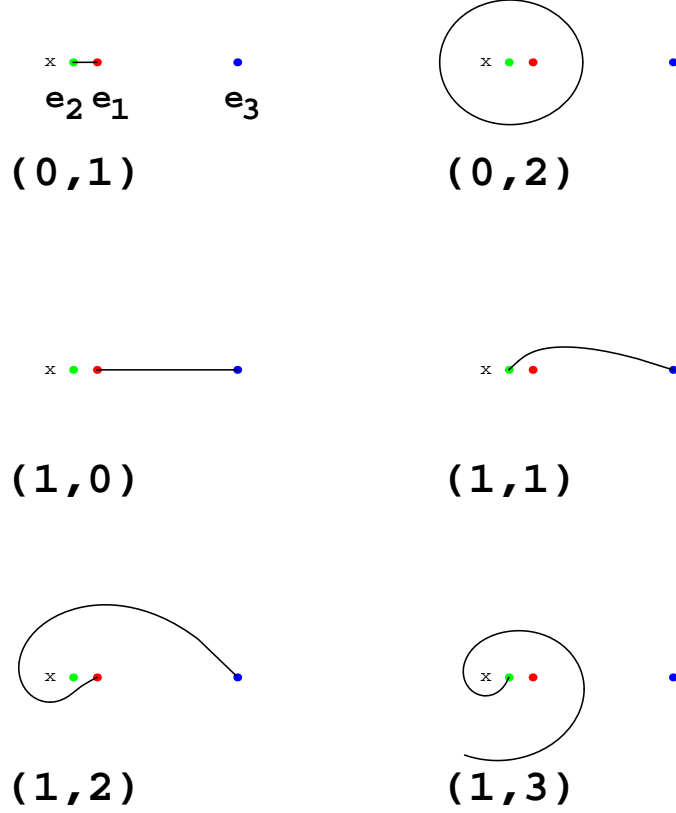 x x
e2 e1 e3
(0,1) (0,2)
x x
(1,0) (1,1)
x x
(1,2) (1,3)